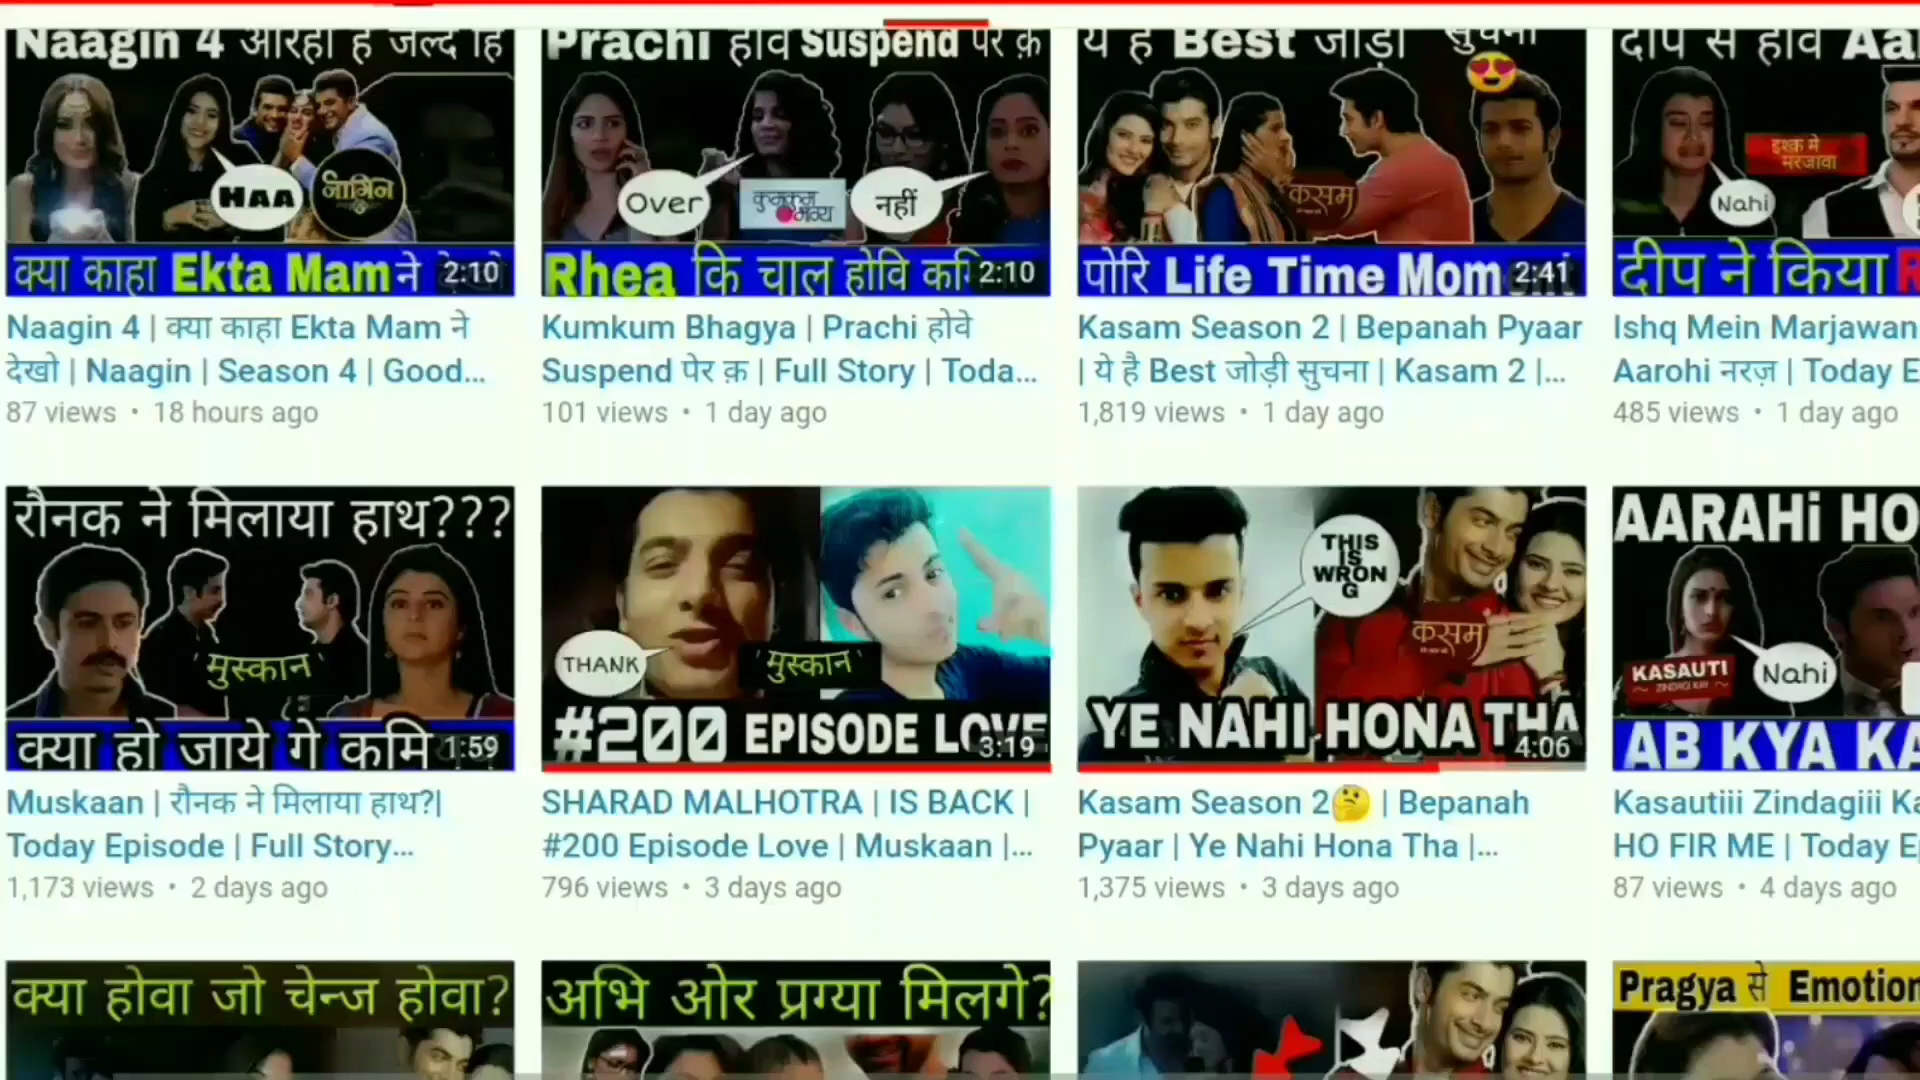 Naagin 4 आरहा है जल्द हि
HAA
नागिन
क्या काहा Ekta Mam ने
2:10
Naagin 4 | क्या काहा Ekta Mam ने
देखो | Naagin | Season 4 | Good...
87 views • 18 hours ago
Prachi होवे Suspend पेर क़
Over
कुमकुम
भाग्य
नहीं
Rhea कि चाल होवि
2:10
Kumkum Bhagya | Prachi होवे
Suspend पेर क़ | Full Story | Toda...
101 views • 1 day ago
ये है Best जोड़ी सुचना
कसम
पोरि Life Time Mom
2:41
Kasam Season 2 | Bepanah Pyaar
| ये है Best जोड़ी सुचना | Kasam 2 |...
1,819 views • 1 day ago
दीप से होवे Aa
इश्क़ में
मरजावां
Nahi
दीप ने किया R
Ishq Mein Marjawan
Aarohi नरज़ | Today E
485 views • 1 day ago
रौनक ने मिलाया हाथ???
मुस्कान
क्या हो जाये गे कमि
1:59
Muskaan | रौनक ने मिलाया हाथ?|
Today Episode | Full Story...
1,173 views • 2 days ago
THANK
मुस्कान
#200 EPISODE LOVE
3:19
SHARAD MALHOTRA | IS BACK |
#200 Episode Love | Muskaan |...
796 views • 3 days ago
THIS
IS
WRON
G
कसम
YE NAHI HONA THA
4:06
Kasam Season 2🤔 | Bepanah
Pyaar | Ye Nahi Hona Tha |...
1,375 views • 3 days ago
AARAHi HO
KASAUTI
ZINDAGII KAY
Nahi
AB KYA KA
Kasautiii Zindagiii Ka
HO FIR ME | Today E
87 views • 4 days ago
क्या होवा जो चेन्ज होवा?
अभि ओर प्रग्या मिलगे?
Pragya से Emotion